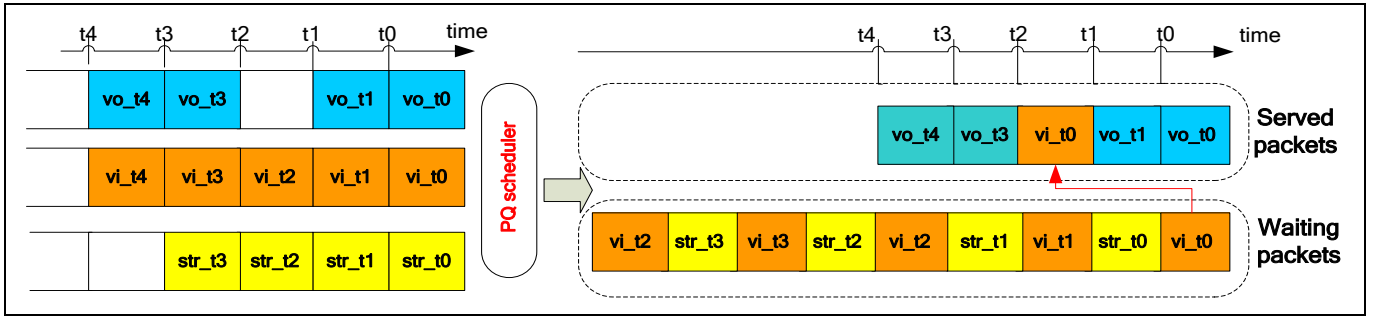 t4 t3 t2 t1 t0 time
vo_t4 vo_t3 vo_t1 vo_t0
vi_t4 vi_t3 vi_t2 vi_t1 vi_t0
str_t3 str_t2 str_t1 str_t0
PQ scheduler
t4 t3 t2 t1 t0 time
vo_t4 vo_t3 vi_t0 vo_t1 vo_t0
Served
packets
vi_t2 str_t3 vi_t3 str_t2 vi_t2 str_t1 vi_t1 str_t0 vi_t0
Waiting
packets